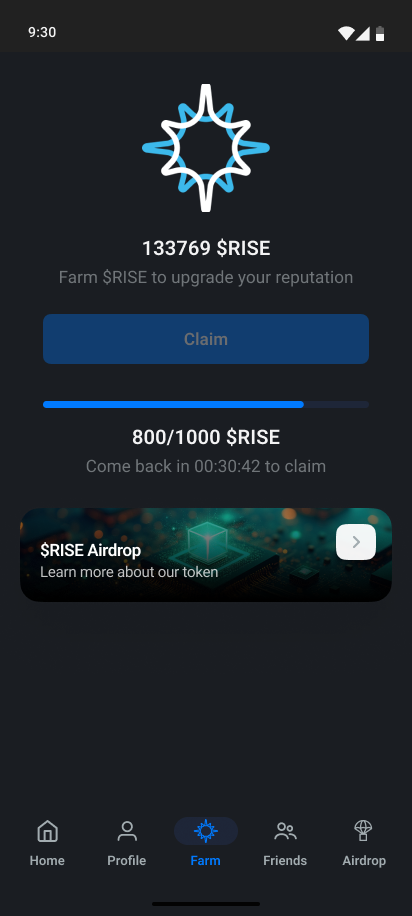 9:30
133769 $RISE
Farm $RISE to upgrade your reputation
Claim
800/1000 $RISE
Come back in 00:30:42 to claim
$RISE Airdrop
Learn more about our token
Home
Profile
Farm
Friends
Airdrop